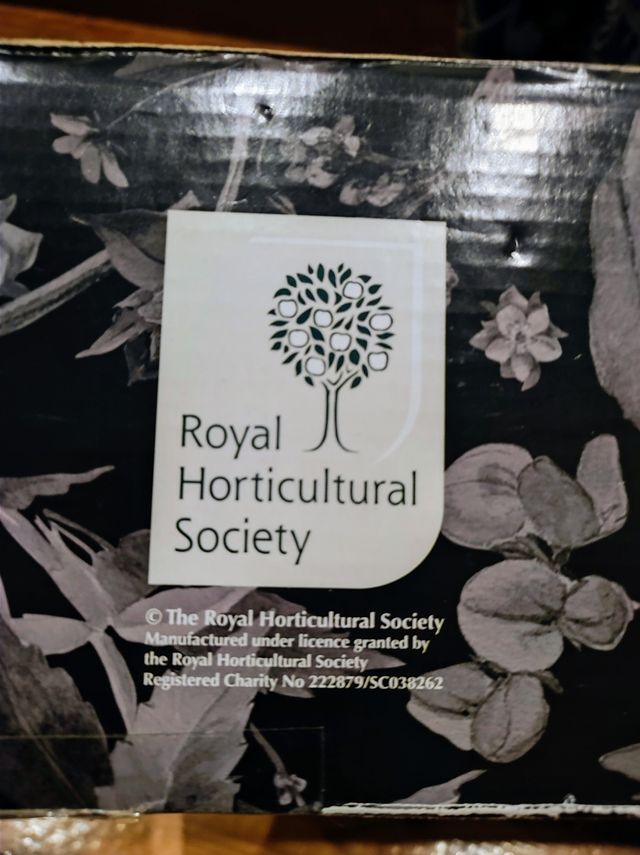 Royal
Horticultural
Society
© The Royal Horticultural Society
Manufactured under licence granted by
the Royal Horticultural Society
Registered Charity No 222879/SC038262